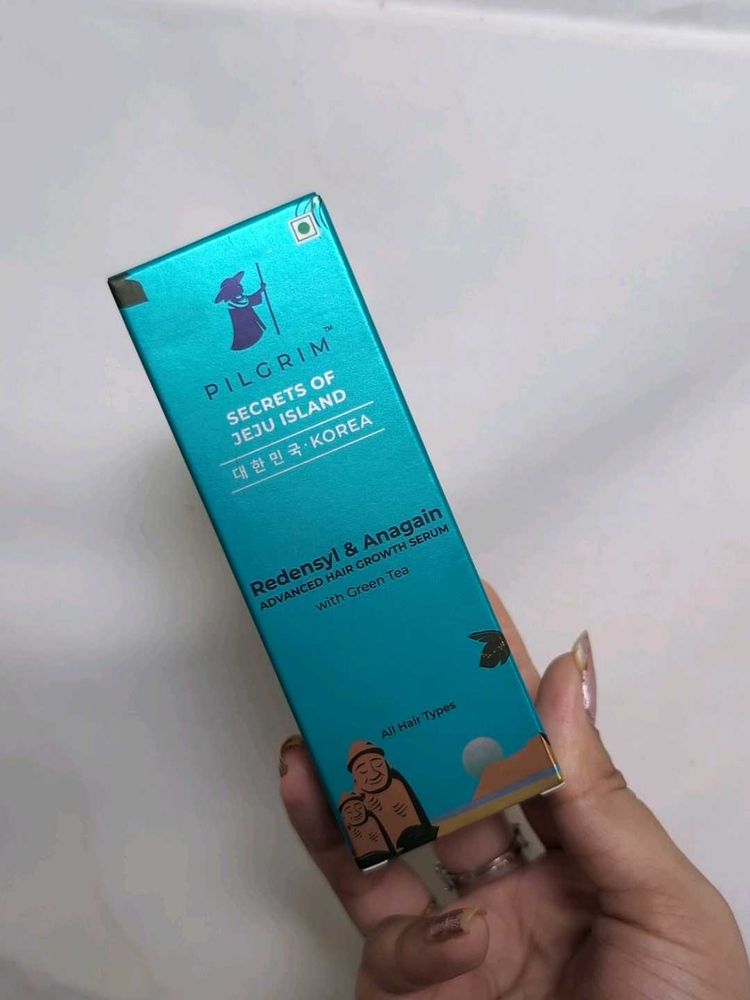 PILGRIM™
SECRETS OF
JEJU ISLAND
대한민국·KOREA
Redensyl & Anagain
ADVANCED HAIR GROWTH SERUM
with Green Tea
All Hair Types